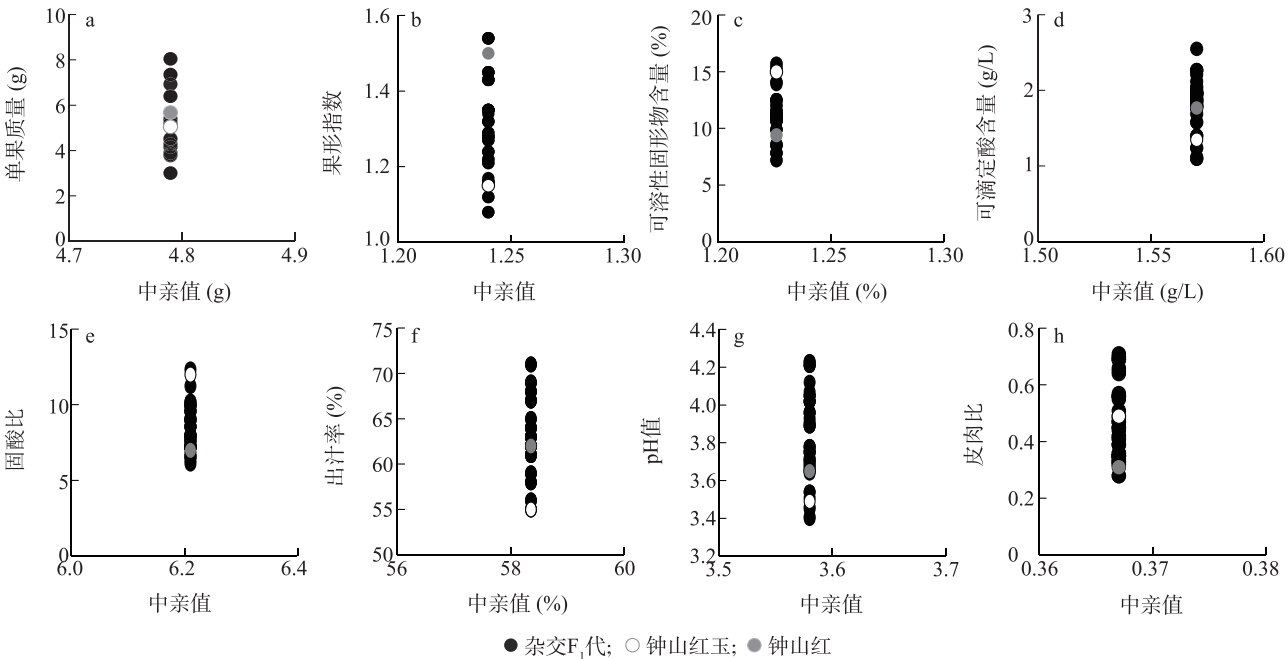 a
单果质量 (g)
10
8
6
4
2
0
4.7 4.8 4.9
中亲值 (g)
b
果形指数
1.6
1.4
1.2
1.0
1.20 1.25 1.30
中亲值
c
可溶性固形物含量 (%)
20
15
10
5
0
1.20 1.25 1.30
中亲值 (%)
d
可滴定酸含量 (g/L)
3
2
1
0
1.50 1.55 1.60
中亲值 (g/L)
e
固酸比
15
10
5
0
6.0 6.2 6.4
中亲值
f
出汁率 (%)
75
70
65
60
55
50
56 58 60
中亲值 (%)
g
pH值
4.4
4.2
4.0
3.8
3.6
3.4
3.2
3.5 3.6 3.7
中亲值
h
皮肉比
0.8
0.6
0.4
0.2
0
0.36 0.37 0.38
中亲值
杂交F₁代; 钟山红玉; 钟山红